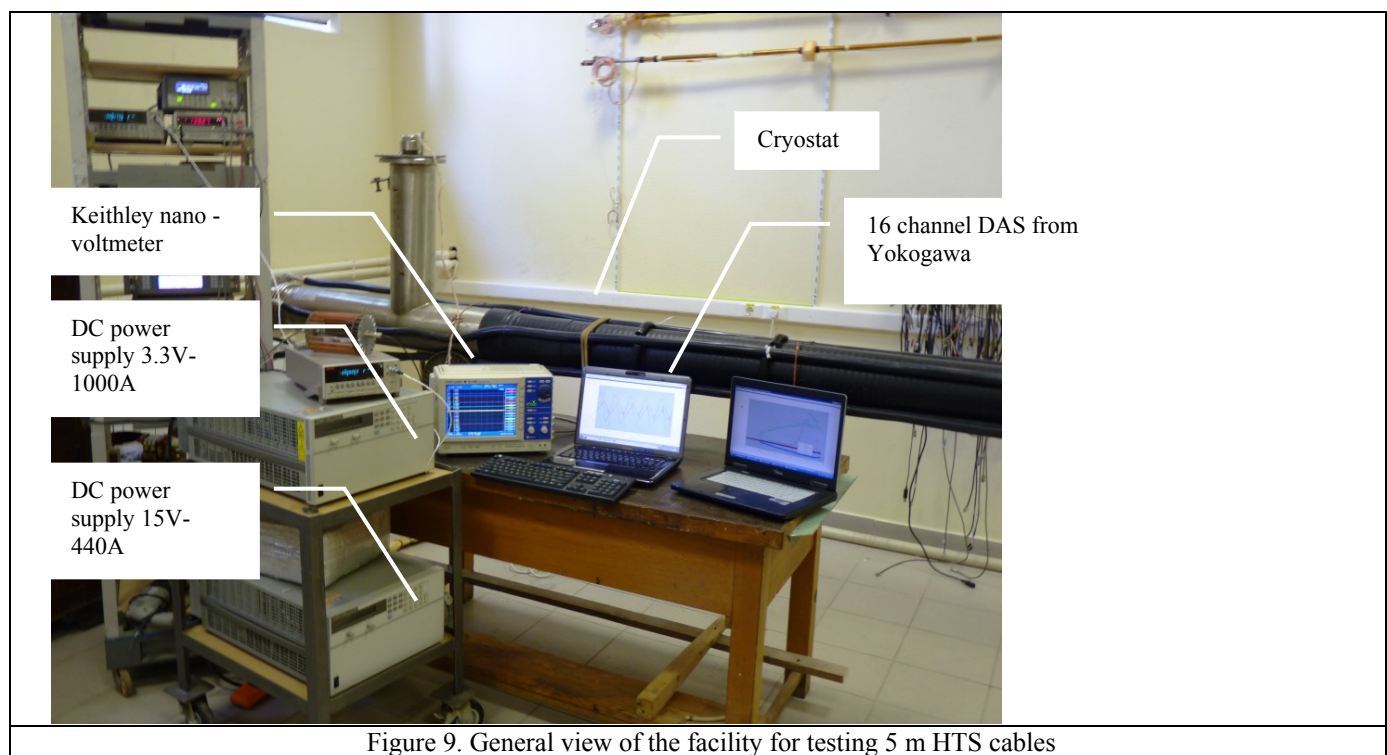 Cryostat
Keithley nano -
voltmeter
16 channel DAS from
Yokogawa
DC power
supply 3.3V-
1000A
DC power
supply 15V-
440A
Figure 9. General view of the facility for testing 5 m HTS cables